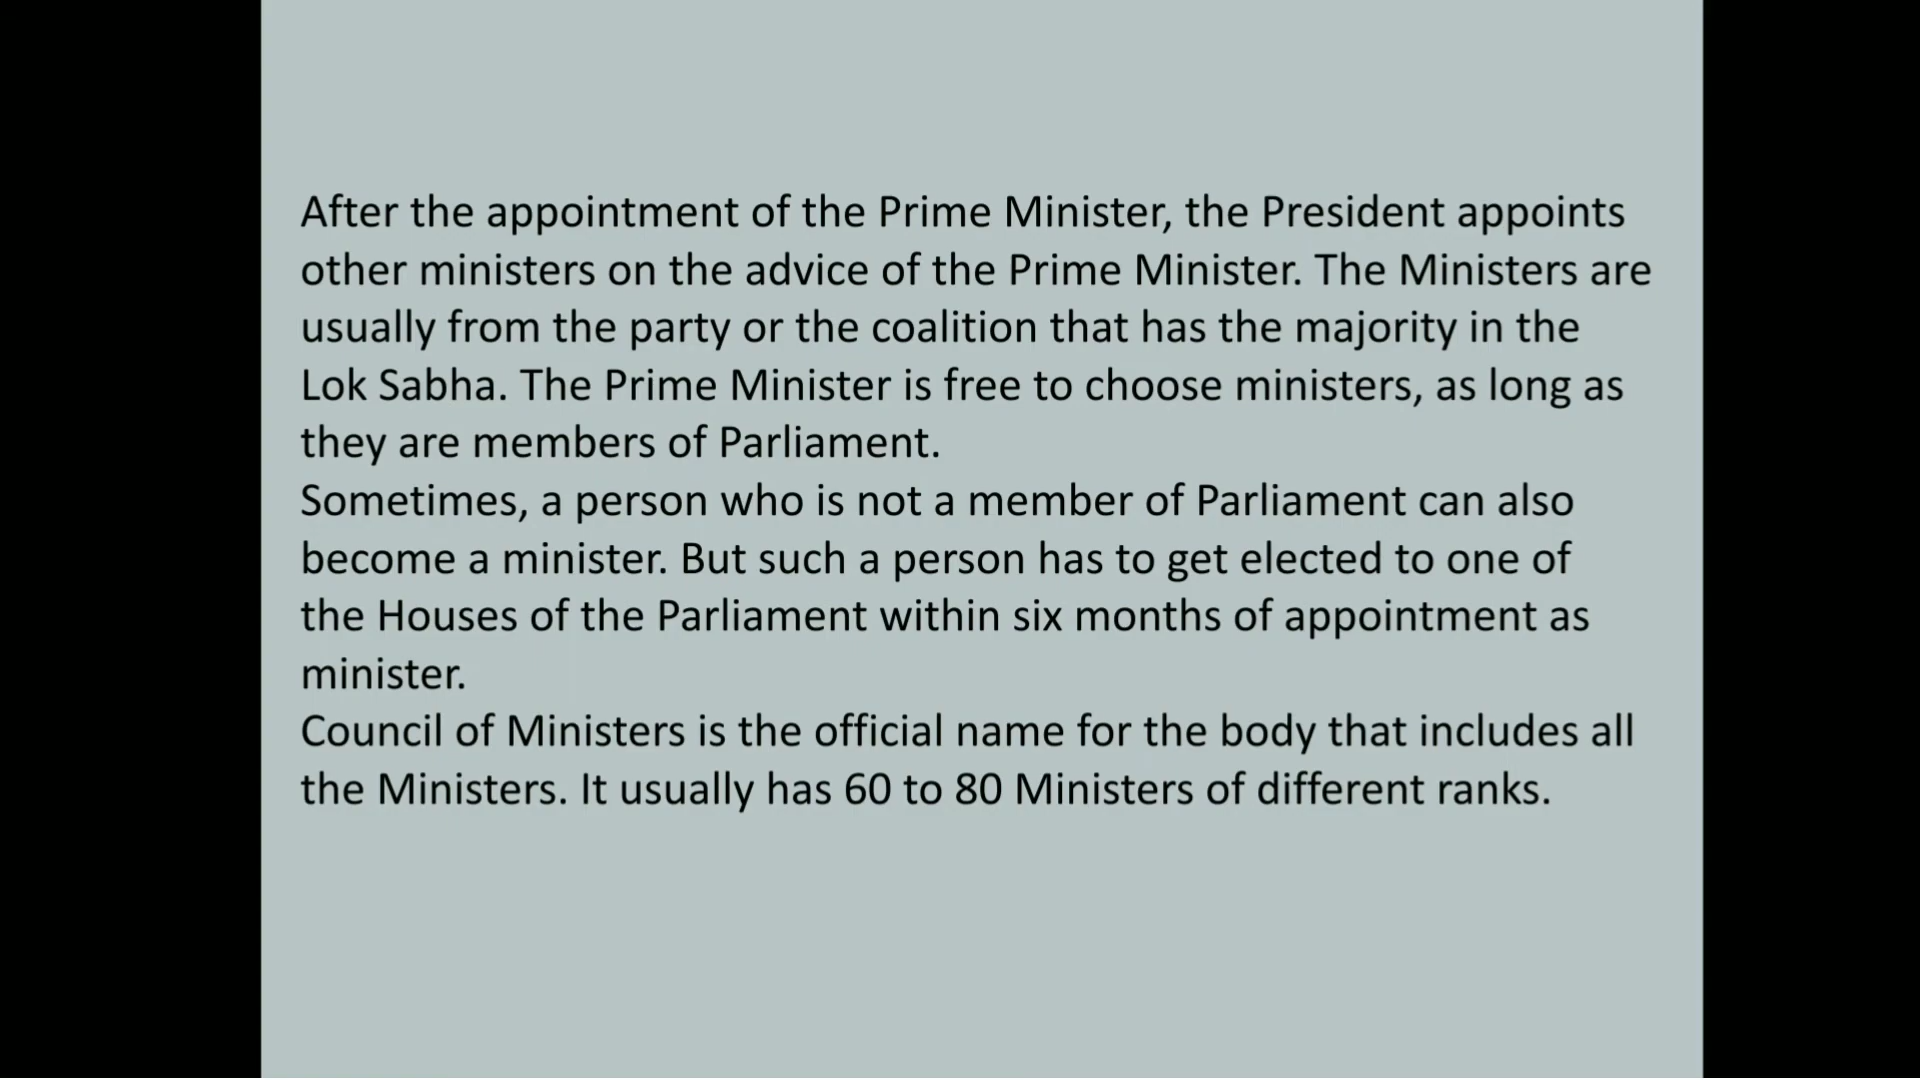 After the appointment of the Prime Minister, the President appoints
other ministers on the advice of the Prime Minister. The Ministers are
usually from the party or the coalition that has the majority in the
Lok Sabha. The Prime Minister is free to choose ministers, as long as
they are members of Parliament.
Sometimes, a person who is not a member of Parliament can also
become a minister. But such a person has to get elected to one of
the Houses of the Parliament within six months of appointment as
minister.
Council of Ministers is the official name for the body that includes all
the Ministers. It usually has 60 to 80 Ministers of different ranks.